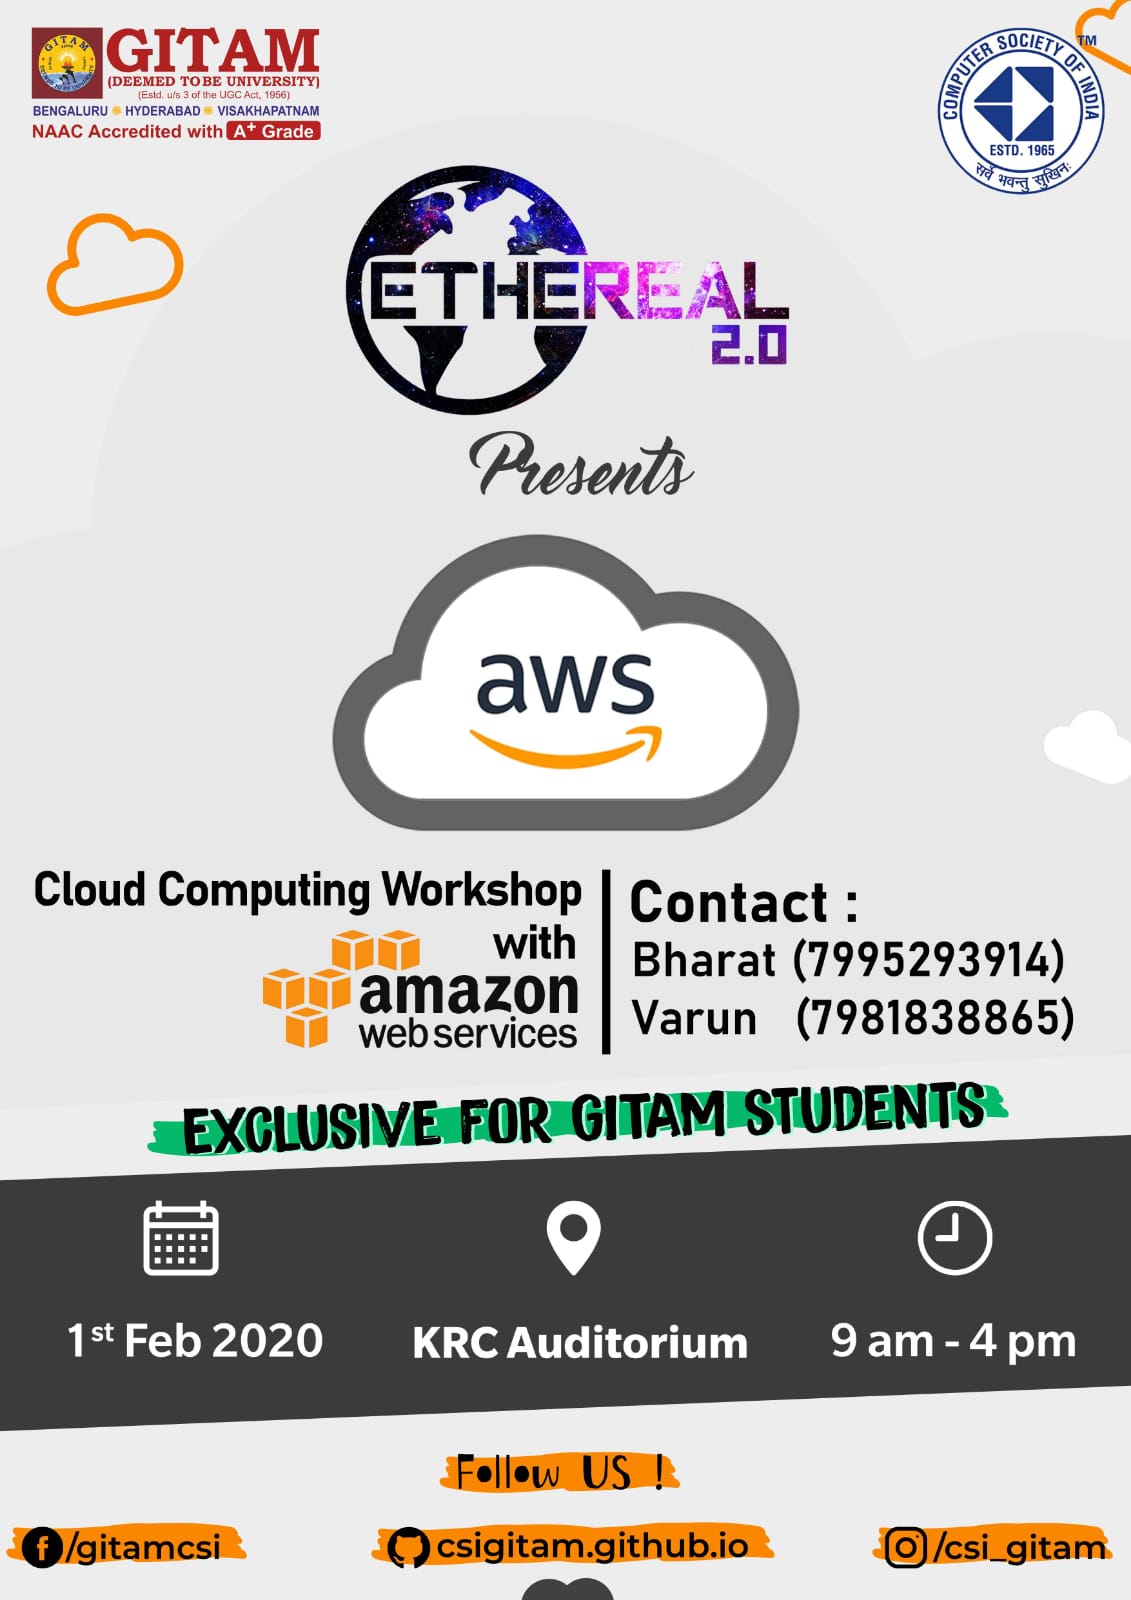 GITAM
GITAM
(DEEMED TO BE UNIVERSITY)
(Estd. u/s 3 of the UGC Act, 1956)
BENGALURU HYDERABAD VISAKHAPATNAM
NAAC Accredited with A+ Grade
COMPUTER SOCIETY OF INDIA
TM
ESTD. 1965
सर्वे भवन्तु सुखिनः
ETHEREAL
2.0
Presents
aws
Cloud Computing Workshop
with
amazon
web services
Contact :
Bharat (7995293914)
Varun (7981838865)
EXCLUSIVE FOR GITAM STUDENTS
1st Feb 2020
KRC Auditorium
9 am - 4 pm
Follow US !
/gitamcsi
csigitam.github.io
/csi_gitam